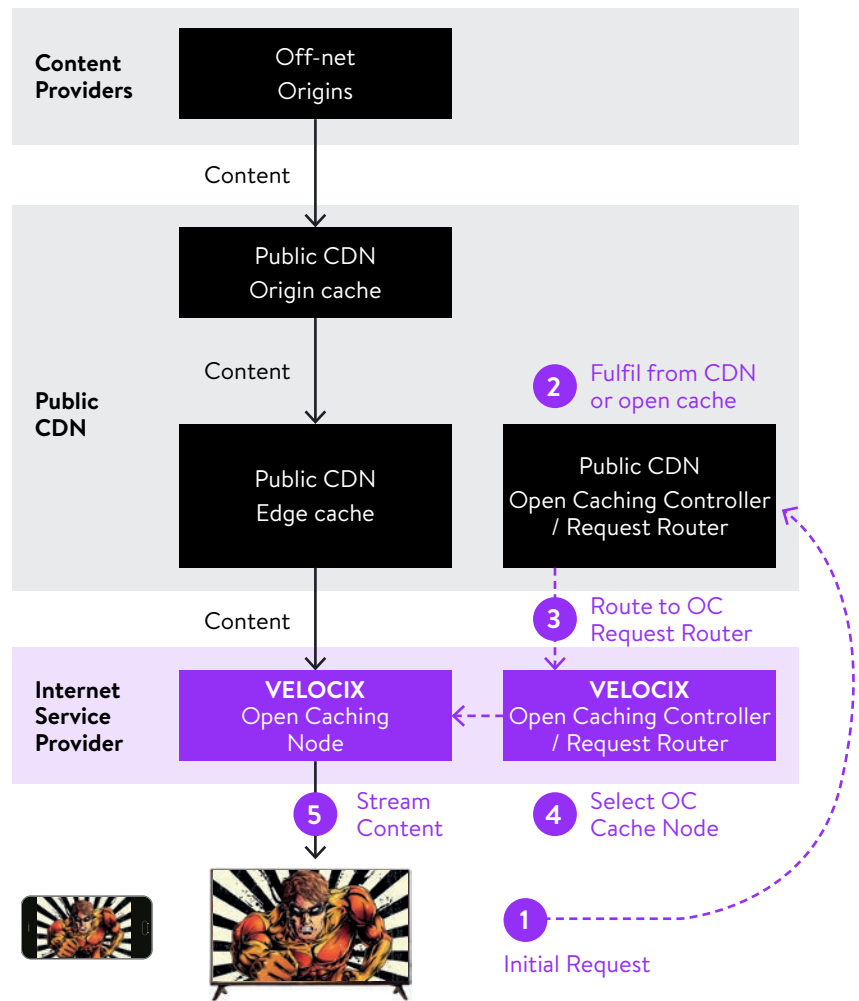 Content
Providers
Off-net
Origins
Content
Public CDN
Origin cache
Content
Public
CDN
2
Fulfil from CDN
or open cache
Public CDN
Edge cache
Public CDN
Open Caching Controller
/ Request Router
Content
3
Route to OC
Request Router
Internet
Service
Provider
VELOCIX
Open Caching
Node
VELOCIX
Open Caching Controller
/ Request Router
5
Stream
Content
4
Select OC
Cache Node
1
Initial Request